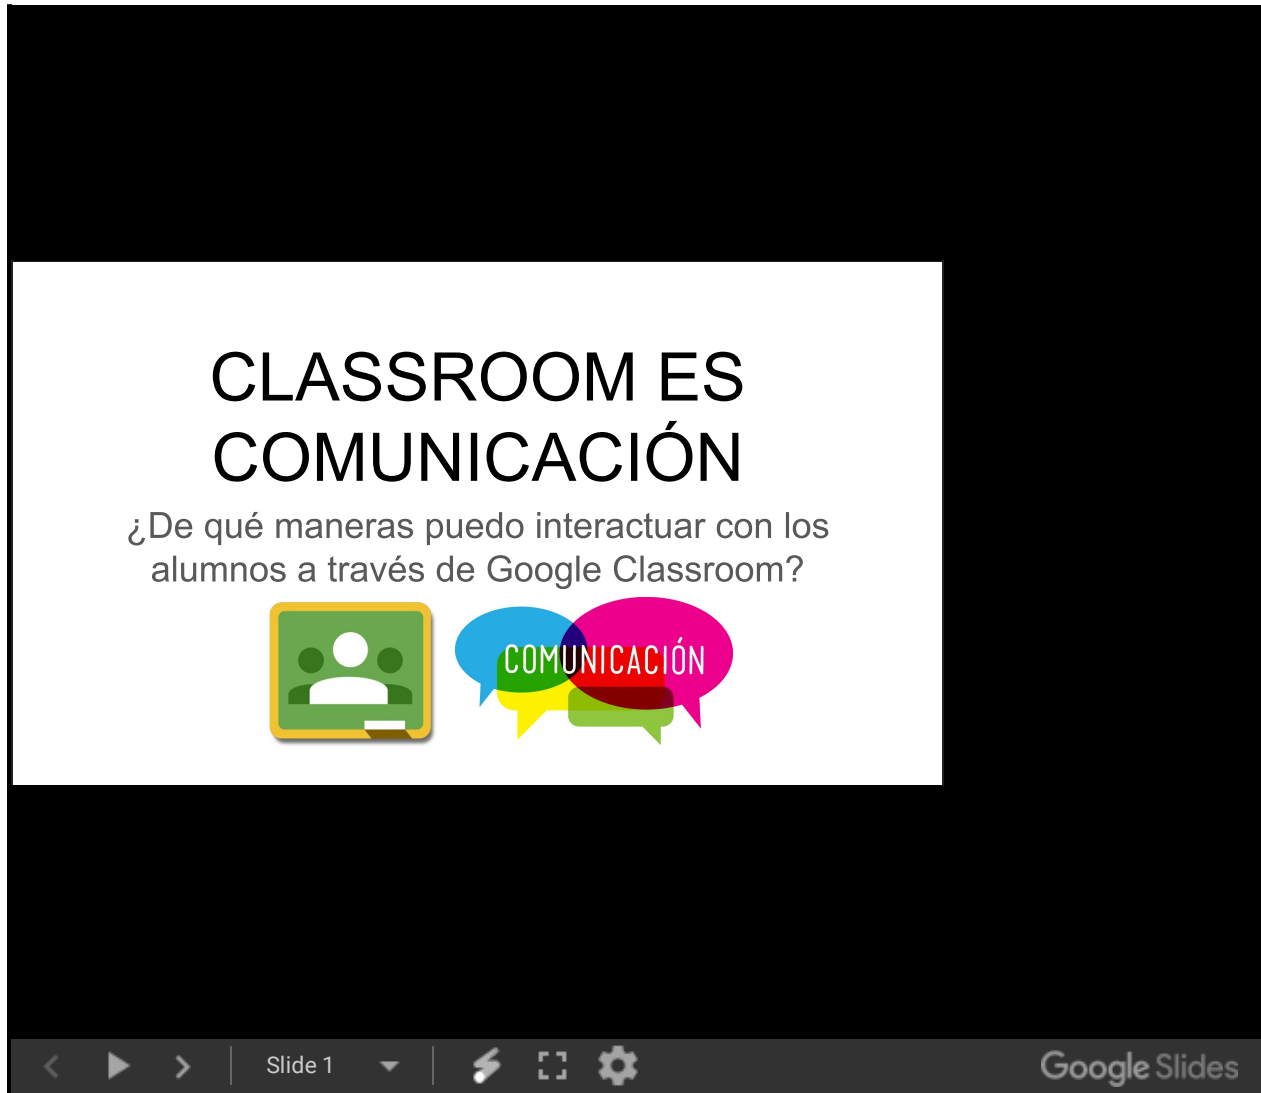 CLASSROOM ES
COMUNICACIÓN
¿De qué maneras puedo interactuar con los
alumnos a través de Google Classroom?
COMUNICACIÓN
Slide 1
Google Slides